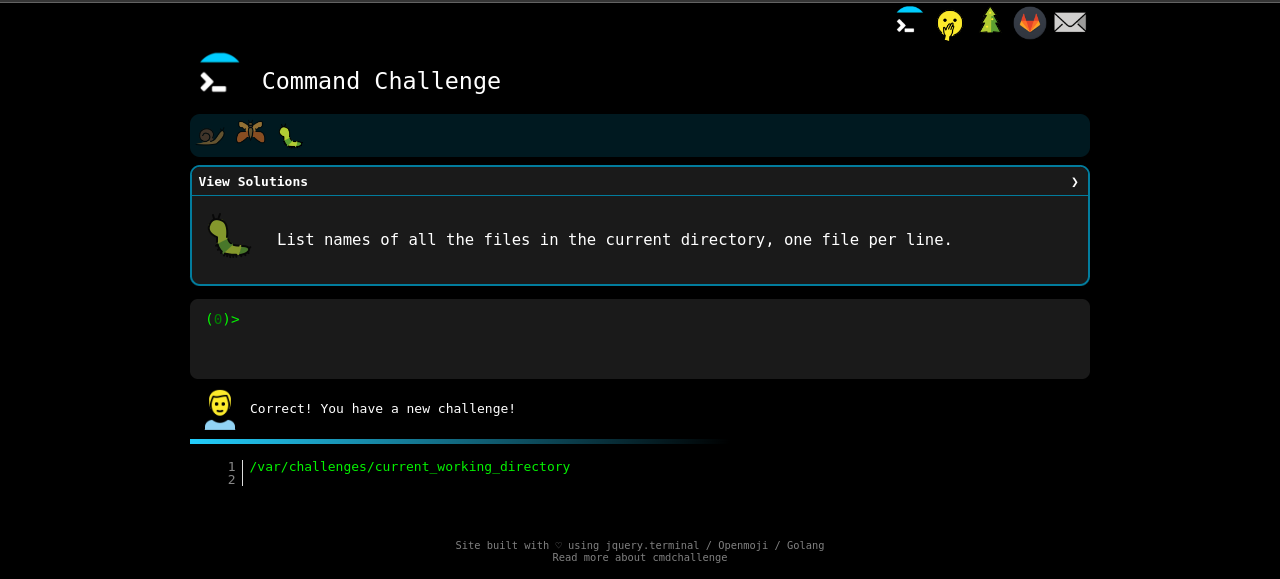 Command Challenge
View Solutions ❯
List names of all the files in the current directory, one file per line.
(0)>
Correct! You have a new challenge!
1 /var/challenges/current_working_directory
2
Site built with ♡ using jquery.terminal / Openmoji / Golang
Read more about cmdchallenge